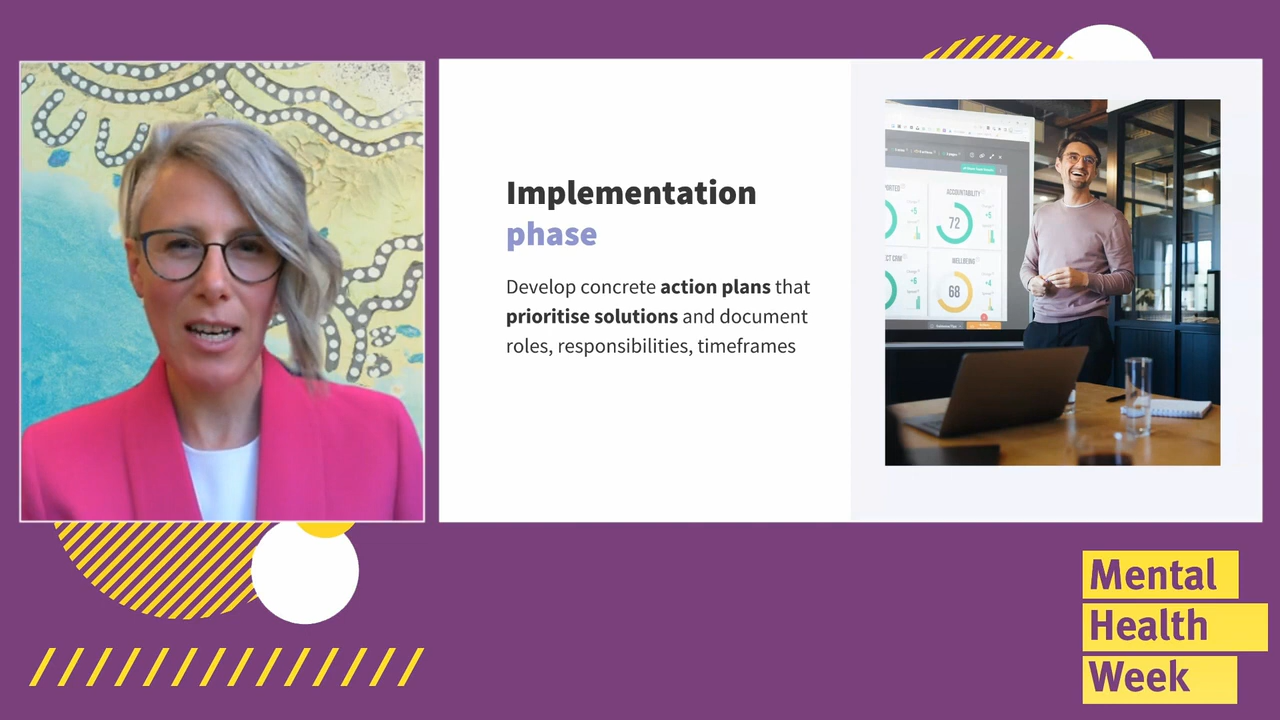 Implementation
phase
Develop concrete action plans that
prioritise solutions and document
roles, responsibilities, timeframes
ACCOUNTABILITY
72
WELLBEING
68
Mental
Health
Week